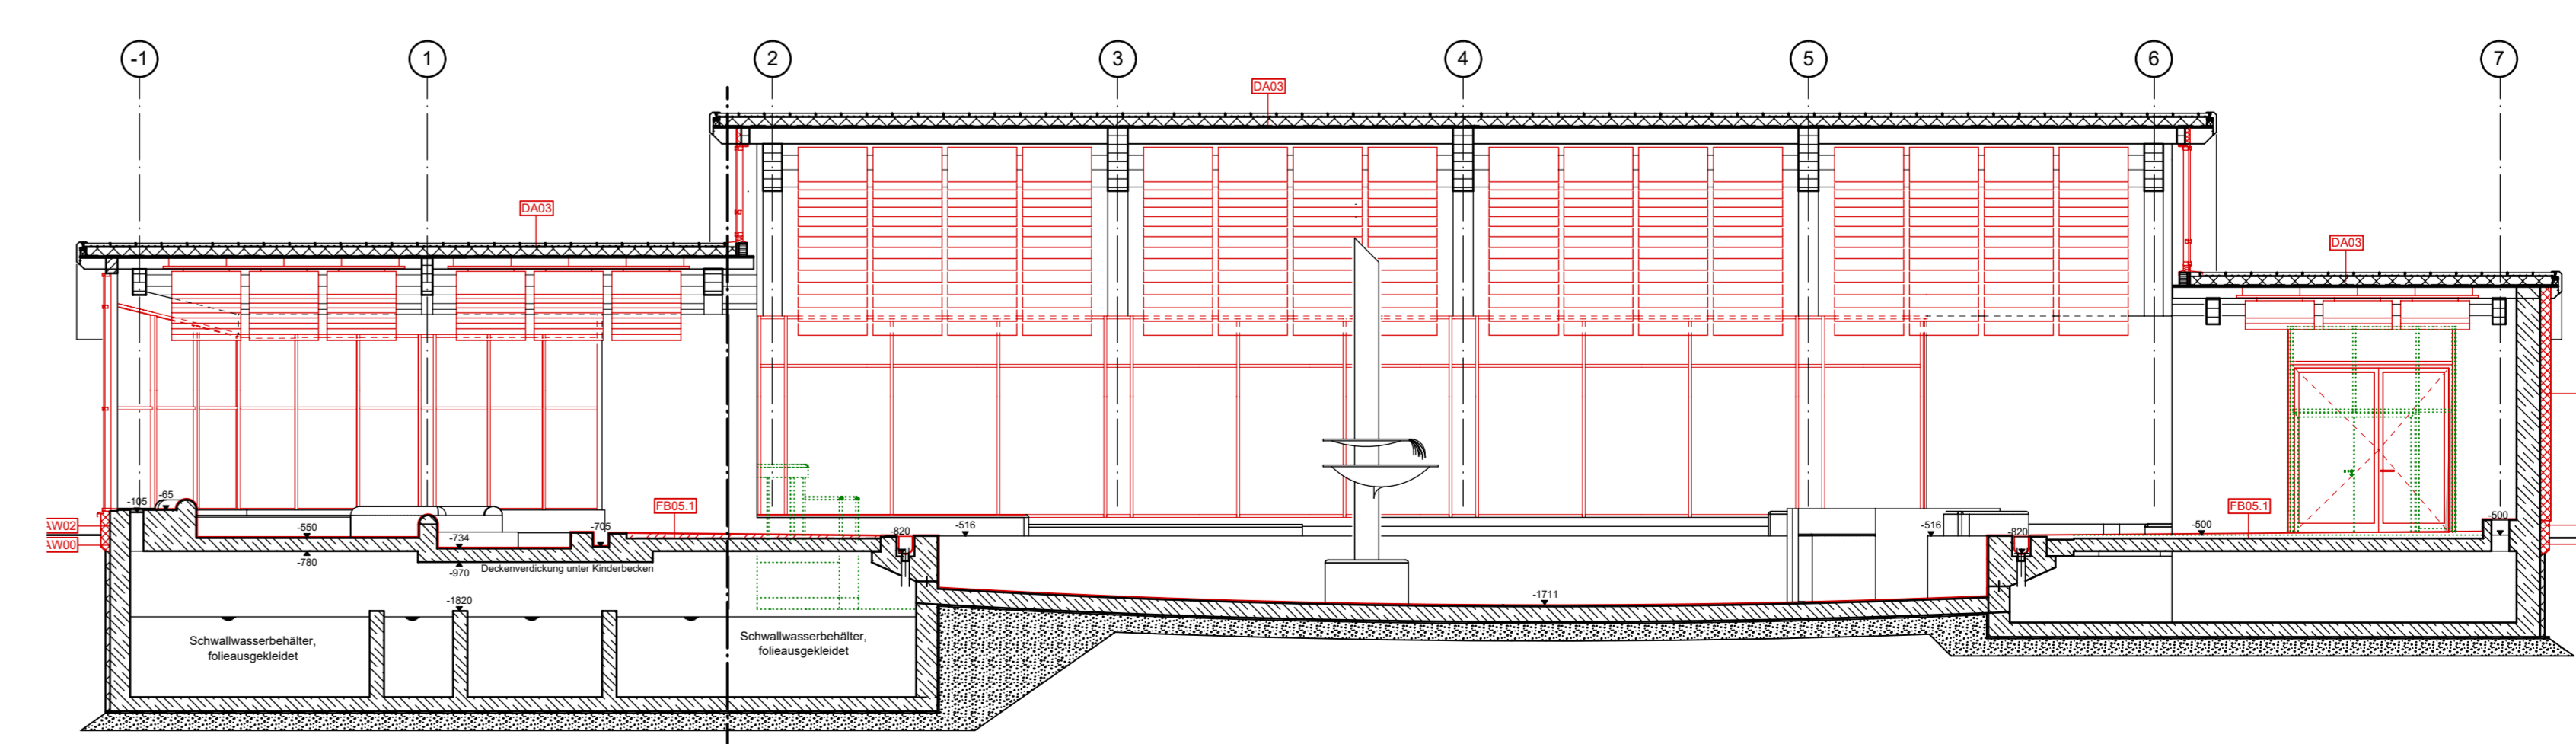 -1
1
2
3
4
5
6
7
DA03
DA03
DA03
-105
-65
-550
-780
-734
-970
-705
FB05.1
-820
-516
-516
-820
-500
FB05.1
-500
AW02
AW00
Deckenverdickung unter Kinderbecken
-1820
-1711
Schwallwasserbehälter,
folieausgekleidet
Schwallwasserbehälter,
folieausgekleidet